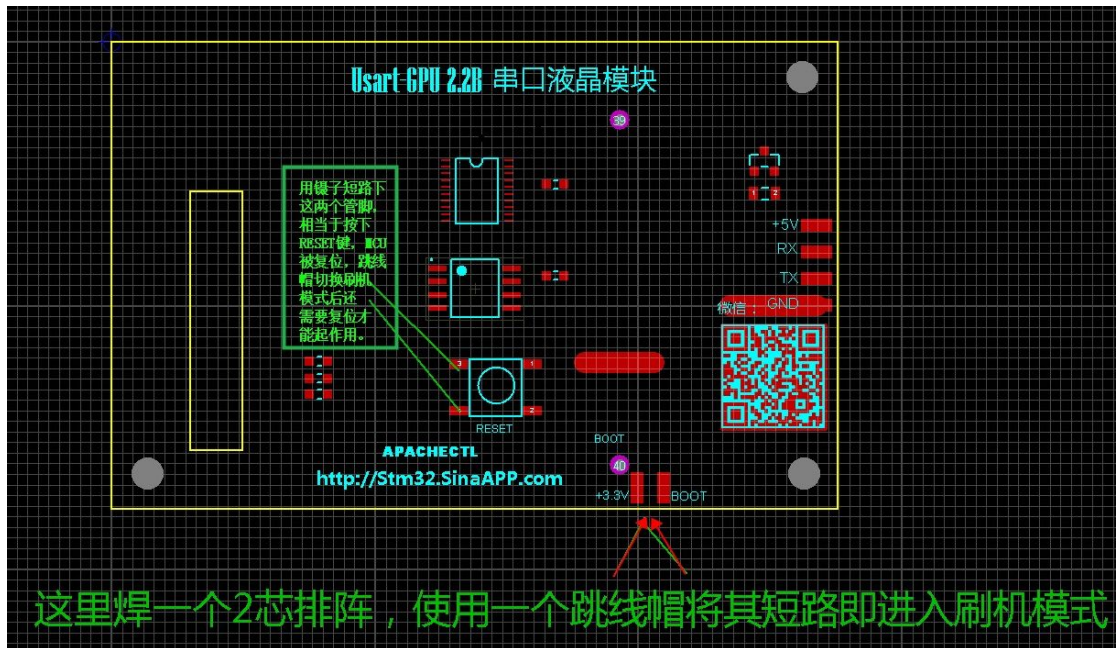 Usart-GPU 2.2B 串口液晶模块
39
用镊子短路下
这两个管脚,
相当于按下
RESET键, MCU
被复位, 跳线
帽切换刷机
模式后还
需要复位才
能起作用。
1 2
+5V
RX
TX
微信: GND
3 1
2
RESET
BOOT
APACHECTL
40
http://Stm32.SinaAPP.com
+3.3V BOOT
这里焊一个2芯排阵,使用一个跳线帽将其短路即进入刷机模式